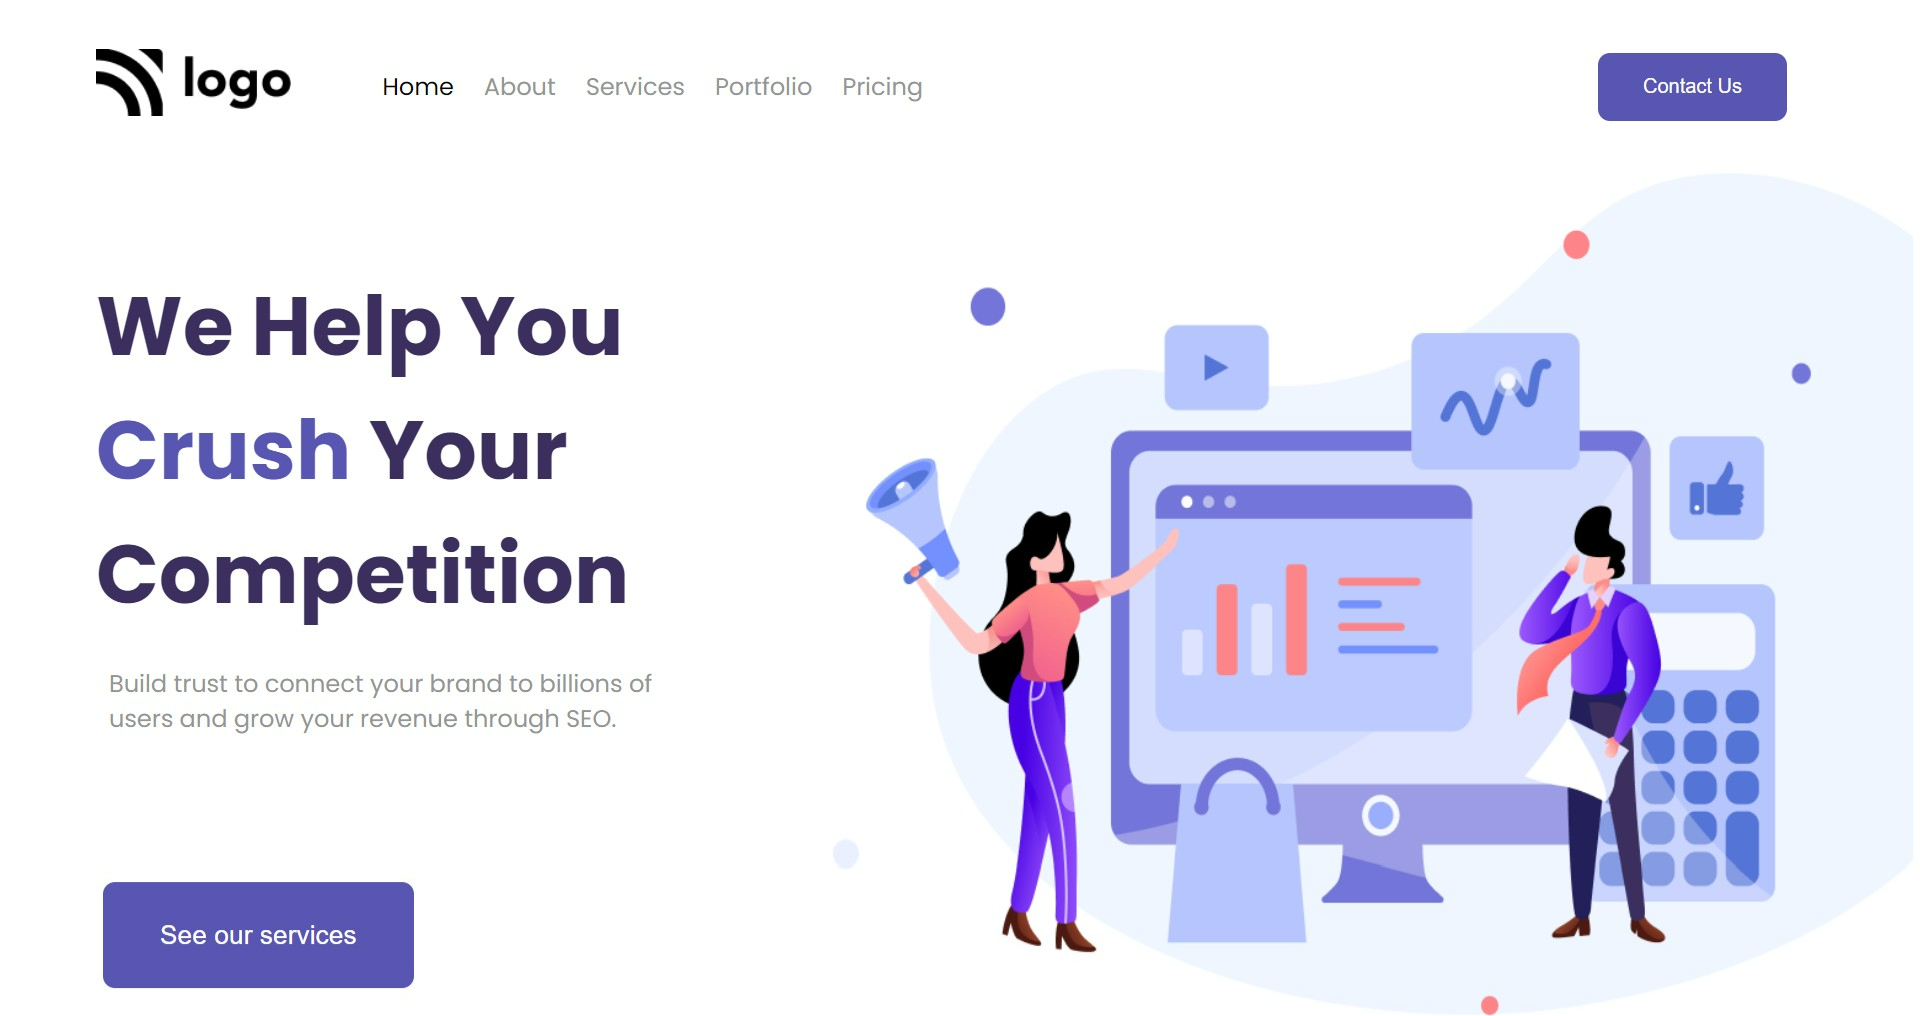 logo
Home About Services Portfolio Pricing
Contact Us
We Help You
Crush Your
Competition
Build trust to connect your brand to billions of
users and grow your revenue through SEO.
See our services